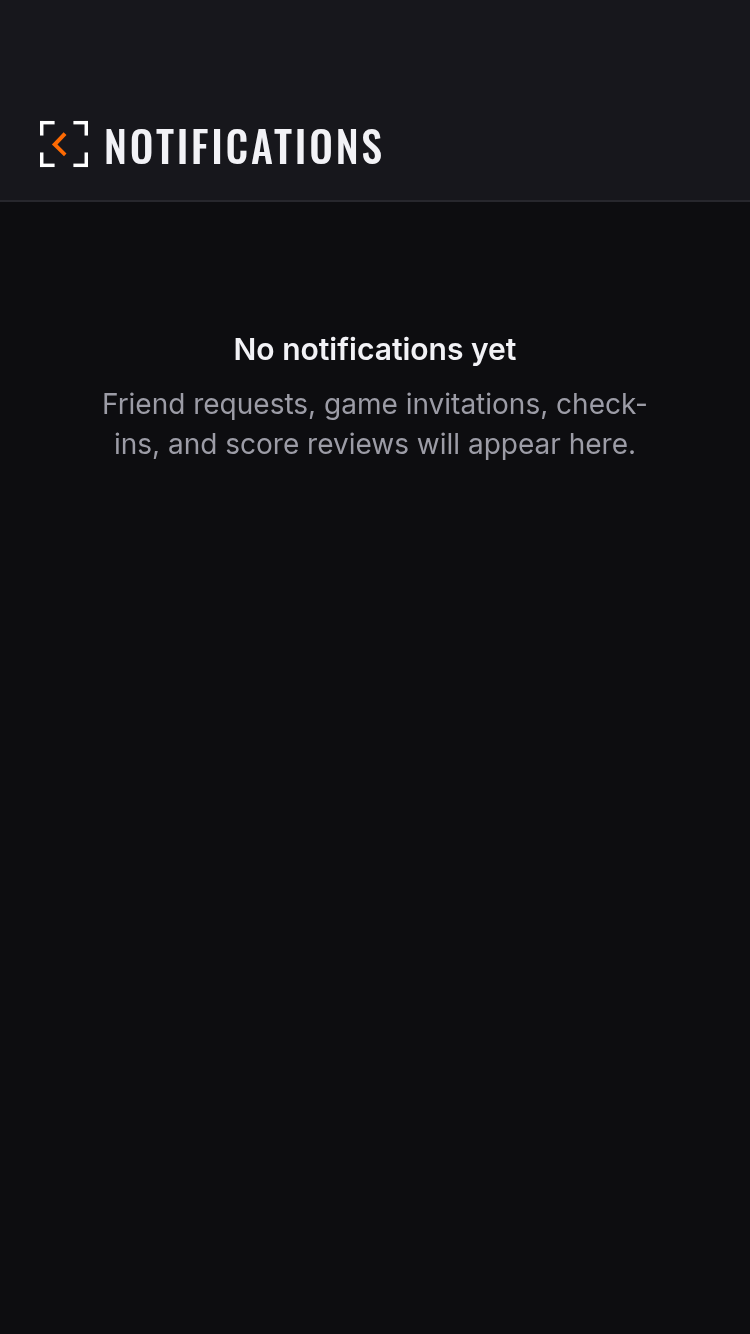 NOTIFICATIONS
No notifications yet
Friend requests, game invitations, check-
ins, and score reviews will appear here.